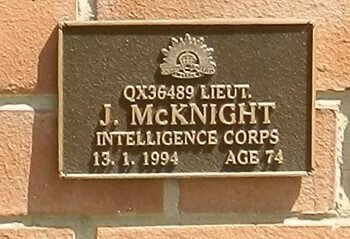 QX36489 LIEUT.
J. McKNIGHT
INTELLIGENCE CORPS
13. 1. 1994 AGE 74